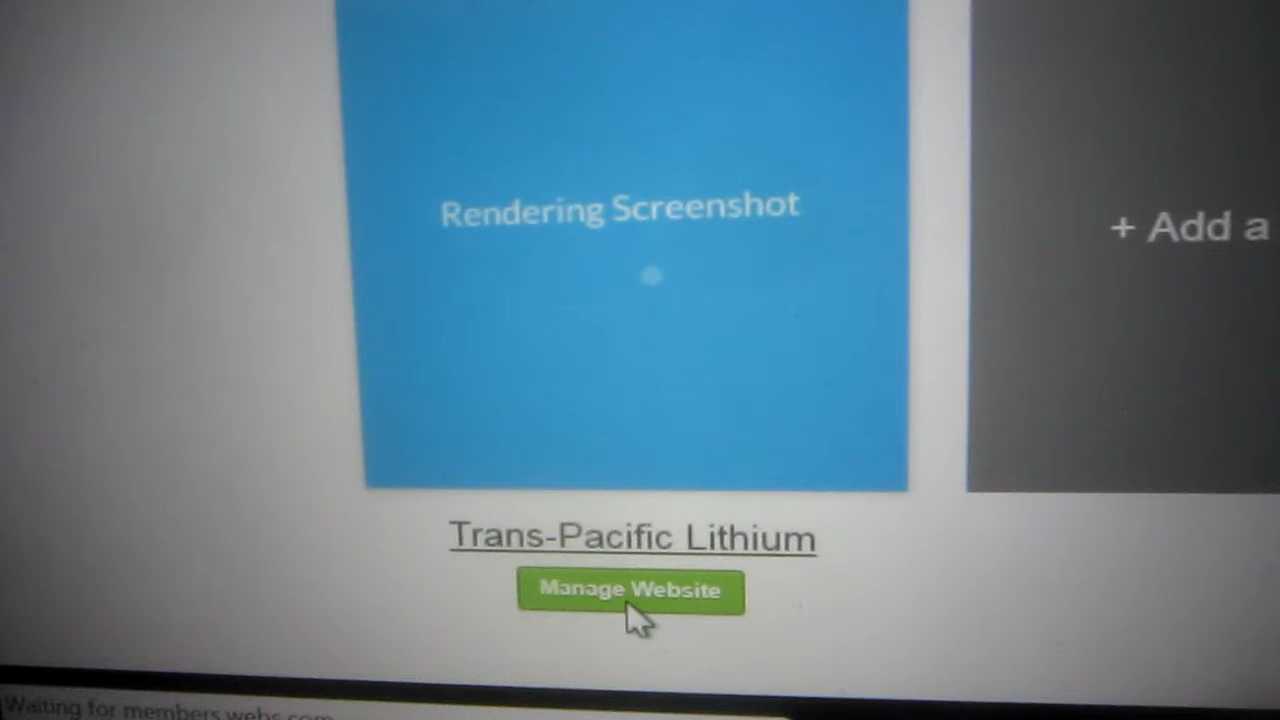 Rendering Screenshot
+ Add a
Trans-Pacific Lithium
Manage Website
Waiting for members.webs.com